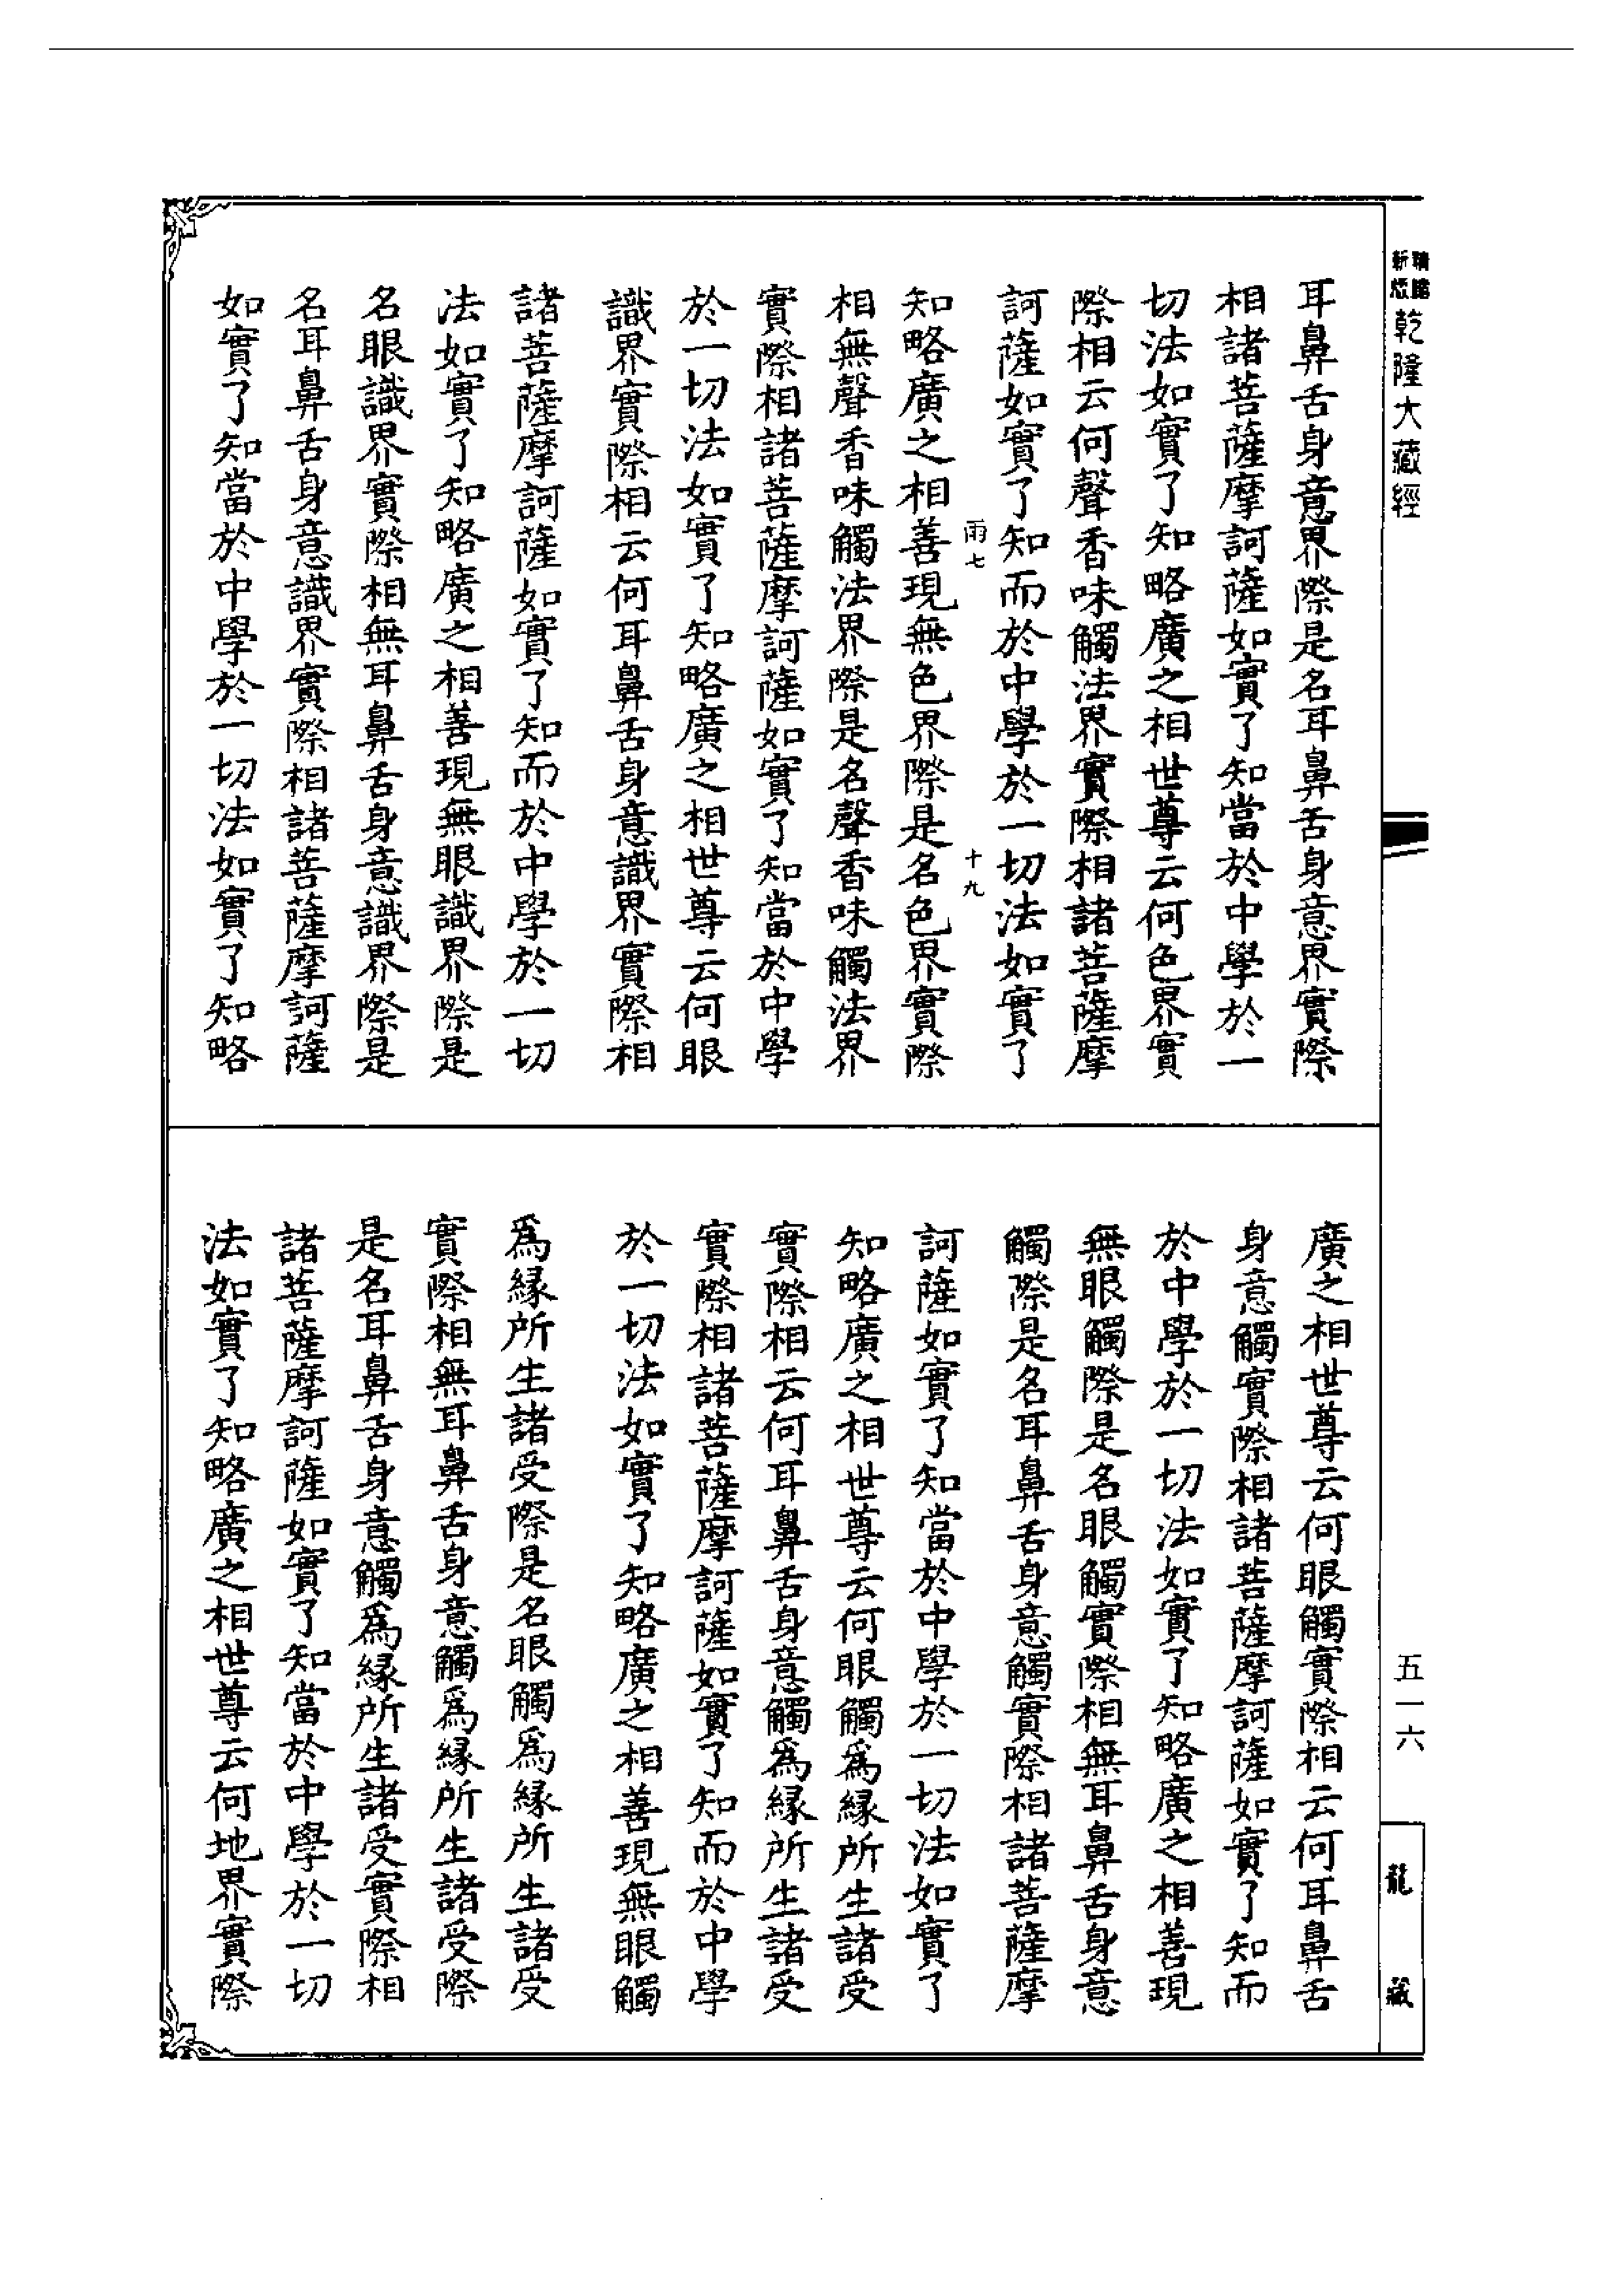 乾隆大藏經
耳鼻舌身意界際是名耳鼻舌身意界實際
相諸菩薩摩訶薩如實了知當於中學於一
切法如實了知略廣之相世尊云何色界實
際相云何聲香味觸法界實際相諸菩薩摩
訶薩如實了知而於中學於一切法如實了
雨七
十九
知略廣之相善現無色界際是名色界實際
相無聲香味觸法界際是名聲香味觸法界
實際相諸菩薩摩訶薩如實了知當於中學
於一切法如實了知略廣之相世尊云何眼
識界實際相云何耳鼻舌身意識界實際相
諸菩薩摩訶薩如實了知而於中學於一切
法如實了知略廣之相善現無眼識界際是
名眼識界實際相無耳鼻舌身意識界際是
名耳鼻舌身意識界實際相諸菩薩摩訶薩
如實了知當於中學於一切法如實了知略
廣之相世尊云何眼觸實際相云何耳鼻舌
身意觸實際相諸菩薩摩訶薩如實了知而
於中學於一切法如實了知略廣之相善現
無眼觸際是名眼觸實際相無耳鼻舌身意
觸際是名耳鼻舌身意觸實際相諸菩薩摩
訶薩如實了知當於中學於一切法如實了
知略廣之相世尊云何眼觸為緣所生諸受
實際相云何耳鼻舌身意觸為緣所生諸受
實際相諸菩薩摩訶薩如實了知而於中學
於一切法如實了知略廣之相善現無眼觸
為緣所生諸受際是名眼觸為緣所生諸受
實際相無耳鼻舌身意觸為緣所生諸受際
是名耳鼻舌身意觸為緣所生諸受實際相
諸菩薩摩訶薩如實了知當於中學於一切
法如實了知略廣之相世尊云何地界實際
五一六
龍藏